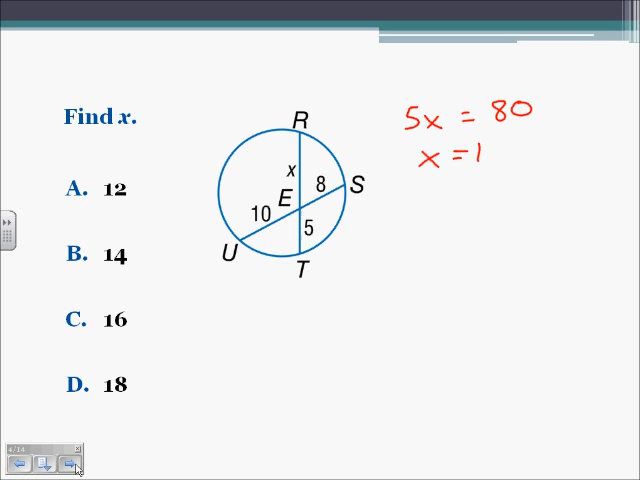 Find x.
A. 12
B. 14
C. 16
D. 18
R
x
8
S
E
10
5
U
T
5x = 80
x = 1
4/14